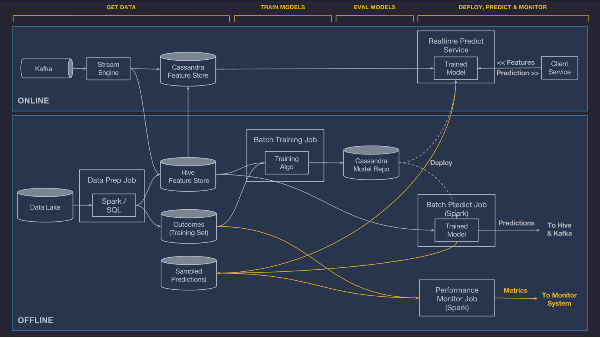 GET DATA
TRAIN MODELS
EVAL MODELS
DEPLOY, PREDICT & MONITOR
Kafka
Stream
Engine
Cassandra
Feature Store
Realtime Predict
Service
Trained
Model
<< Features
Prediction >>
Client
Service
ONLINE
Batch Training Job
Training
Algo
Cassandra
Model Repo
Deploy
Data Prep Job
Spark /
SQL
Hive
Feature Store
Data Lake
Outcomes
(Training Set)
Batch Predict Job
(Spark)
Trained
Model
Predictions
To Hive
& Kafka
Sampled
Predictions)
Performance
Monitor Job
(Spark)
Metrics
To Monitor
System
OFFLINE